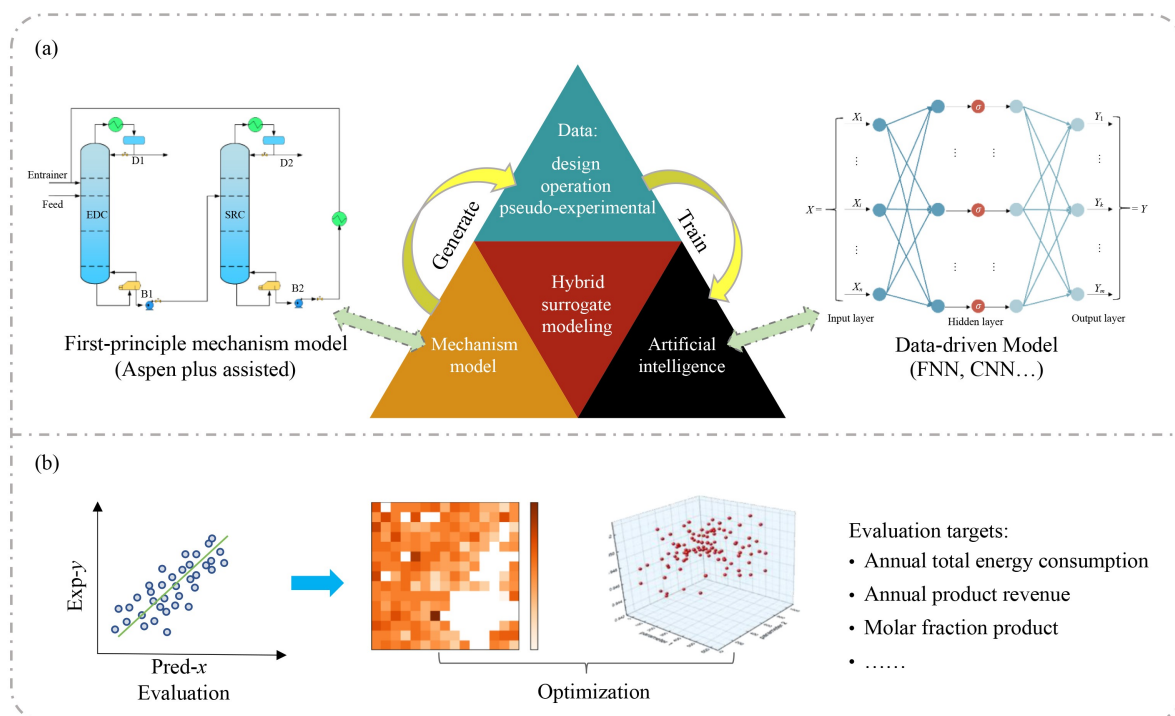 (a)
Entrainer
Feed
EDC
D1
B1
SRC
D2
B2
First-principle mechanism model
(Aspen plus assisted)
Generate
Data:
design
operation
pseudo-experimental
Train
Hybrid
surrogate
modeling
Mechanism
model
Artificial
intelligence
X =
X1
Xi
Xn
σ
σ
σ
Y1
Yk
Ym
= Y
Input layer
Hidden layer
Output layer
Data-driven Model
(FNN, CNN…)
(b)
Exp-y
Pred-x
Evaluation
Optimization
Evaluation targets:
• Annual total energy consumption
• Annual product revenue
• Molar fraction product
• ……